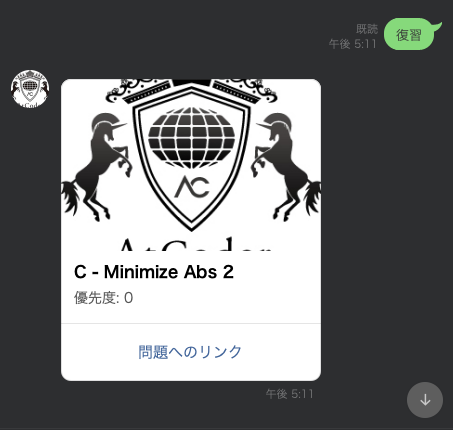 既読
午後 5:11
復習
AC
AtCoder
C - Minimize Abs 2
優先度: 0
問題へのリンク
午後 5:11